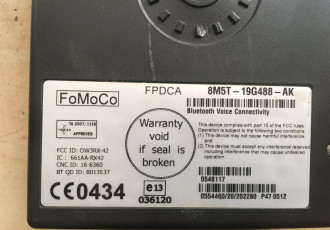 FPDCA 8M5T-19G488-AK
FoMoCo
Bluetooth Voice Connectivity
TA 2007/1138
APPROVED
Warranty
void
if seal is
broken
This device complies with part 15 of the FCC rules
Operation is subject to the following two conditions
(1) This device may not cause harmful interference,
and
(2) This device must accept any interference received
including interference that may cause undesired
operation
FCC ID: OW3RX-42
IC : 661AA-RX42
CNC ID: 16-6360
BT QD ID: B013537
CE0434
e13
036120
0548117
0554460/20/202280 P47 0512